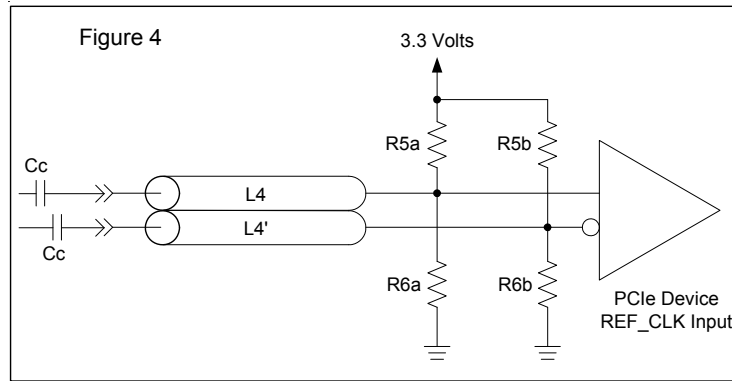 Figure 4
3.3 Volts
R5a
R5b
Cc
L4
L4'
Cc
R6a
R6b
PCIe Device
REF_CLK Input